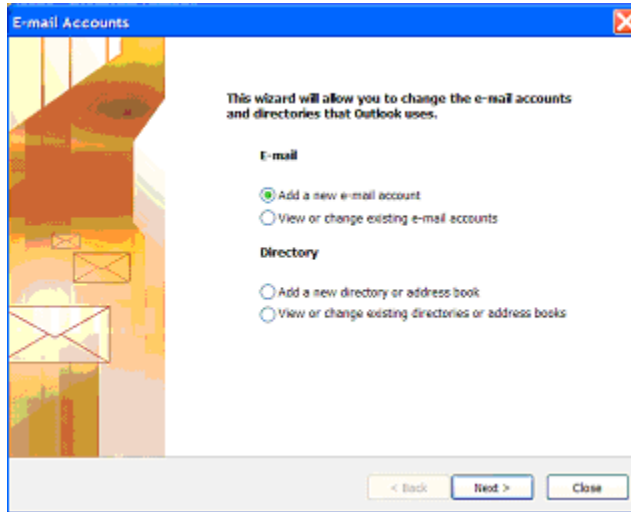 E-mail Accounts
This wizard will allow you to change the e-mail accounts
and directories that Outlook uses.
E-mail
Add a new e-mail account
View or change existing e-mail accounts
Directory
Add a new directory or address book
View or change existing directories or address books
< Back
Next >
Close